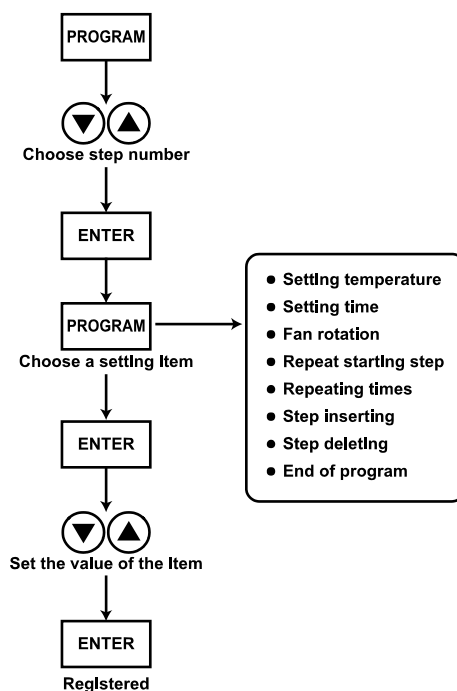 PROGRAM
Choose step number
ENTER
PROGRAM
Choose a setting Item
ENTER
Set the value of the Item
ENTER
Registered
● Setting temperature
● Setting time
● Fan rotation
● Repeat starting step
● Repeating times
● Step inserting
● Step deleting
● End of program